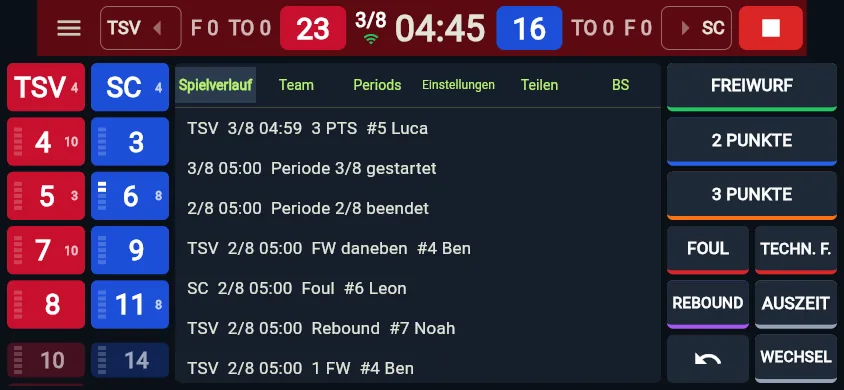 TSV F 0 TO 0 23 3/8 04:45 16 TO 0 F 0 SC
TSV 4 SC 4
4 10 3
5 3 6 8
7 10 9
8 11 8
10 14
Spielverlauf Team Periods Einstellungen Teilen BS
TSV 3/8 04:59 3 PTS #5 Luca
3/8 05:00 Periode 3/8 gestartet
2/8 05:00 Periode 2/8 beendet
TSV 2/8 05:00 FW daneben #4 Ben
SC 2/8 05:00 Foul #6 Leon
TSV 2/8 05:00 Rebound #7 Noah
TSV 2/8 05:00 1 FW #4 Ben
FREIWURF
2 PUNKTE
3 PUNKTE
FOUL TECHN. F.
REBOUND AUSZEIT
WECHSEL